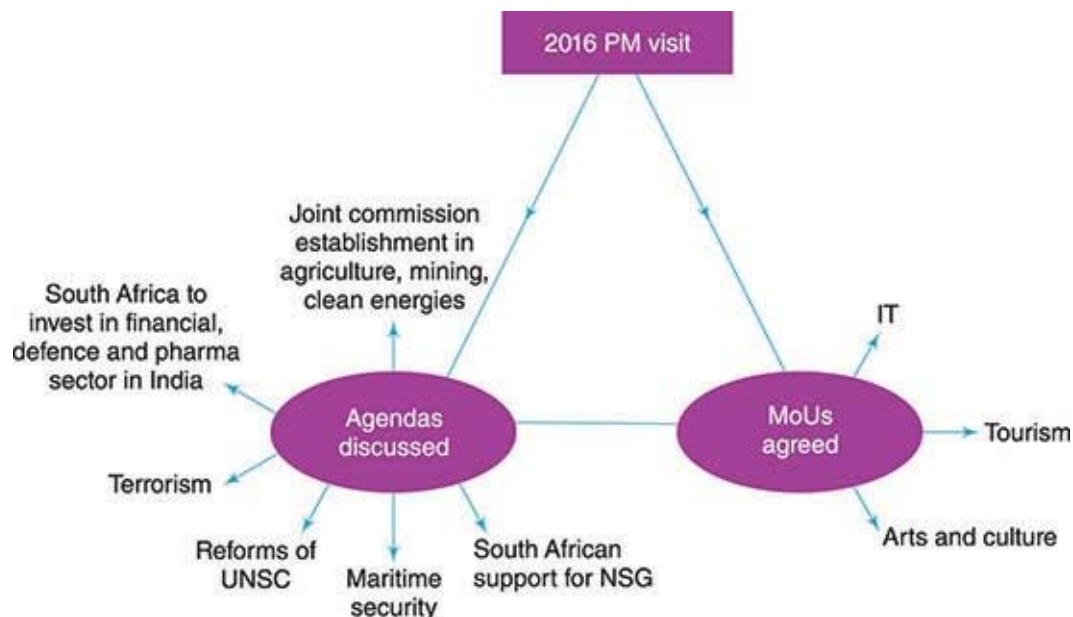 2016 PM visit
Joint commission
establishment in
agriculture, mining,
clean energies
South Africa to
invest in financial,
defence and pharma
sector in India
Agendas
discussed
Terrorism
Reforms of
UNSC
Maritime
security
South African
support for NSG
MoUs
agreed
IT
Tourism
Arts and culture